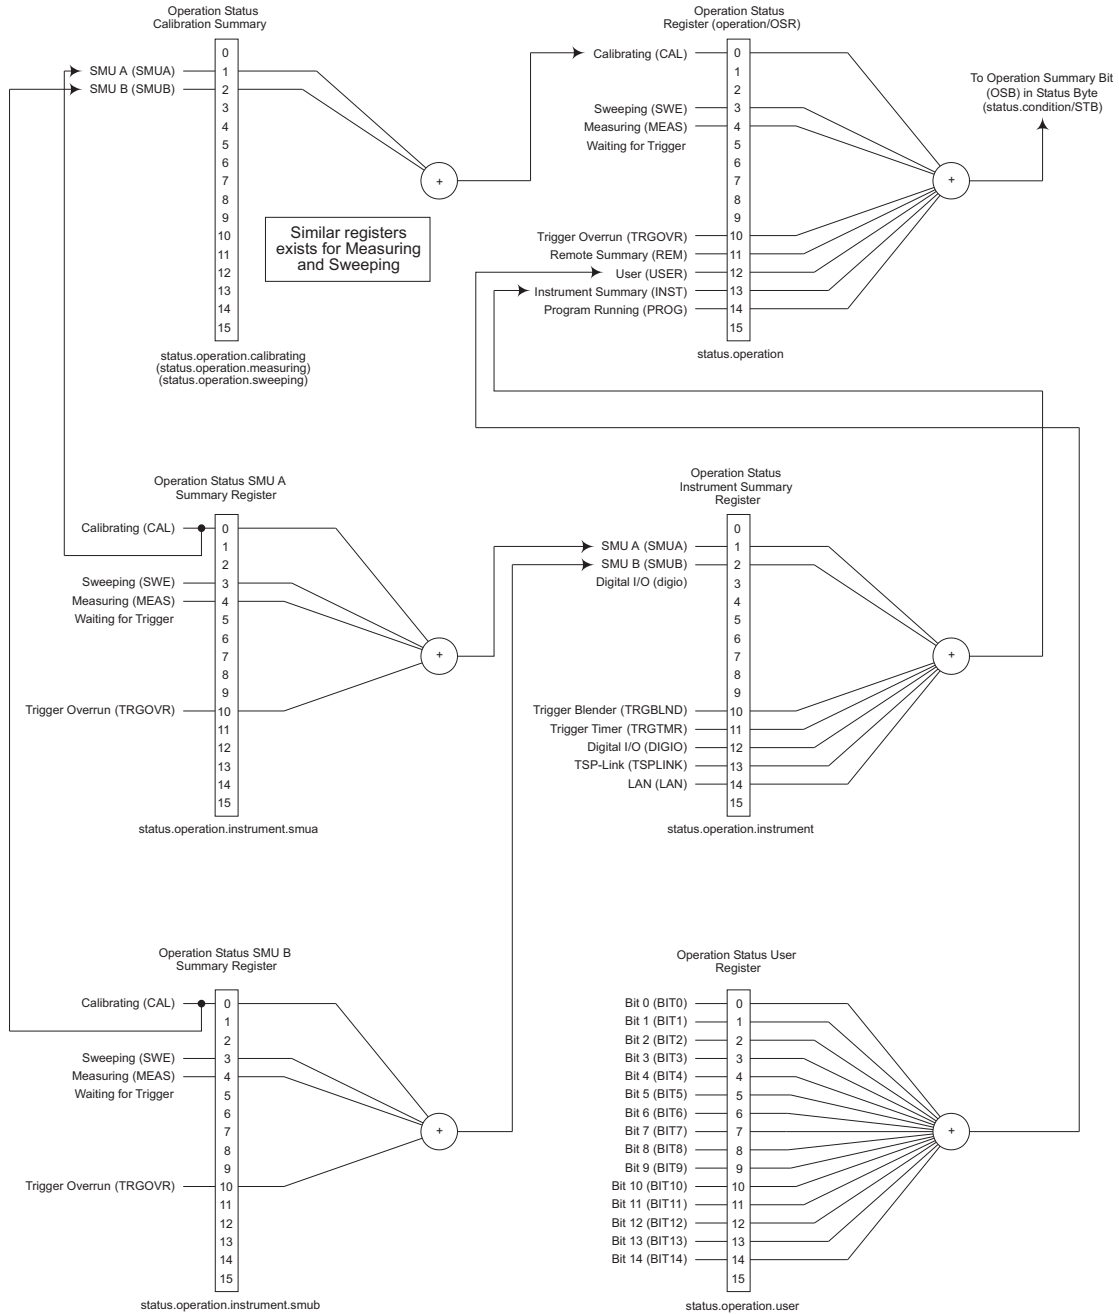 Operation Status
Calibration Summary
0
SMU A (SMUA) 1
SMU B (SMUB) 2
3
4
5
6
7
8
9
10
11
12
13
14
15
+
Similar registers
exists for Measuring
and Sweeping
status.operation.calibrating
(status.operation.measuring)
(status.operation.sweeping)
Operation Status
Register (operation/OSR)
Calibrating (CAL) 0
1
2
Sweeping (SWE) 3
Measuring (MEAS) 4
Waiting for Trigger 5
6
7
8
9
Trigger Overrun (TRGOVR) 10
Remote Summary (REM) 11
User (USER) 12
Instrument Summary (INST) 13
Program Running (PROG) 14
15
+
status.operation
To Operation Summary Bit
(OSB) in Status Byte
(status.condition/STB)
Operation Status SMU A
Summary Register
Calibrating (CAL) 0
1
2
Sweeping (SWE) 3
Measuring (MEAS) 4
Waiting for Trigger 5
6
7
8
9
Trigger Overrun (TRGOVR) 10
11
12
13
14
15
+
status.operation.instrument.smua
Operation Status
Instrument Summary
Register
0
SMU A (SMUA) 1
SMU B (SMUB) 2
Digital I/O (digio) 3
4
5
6
7
8
9
Trigger Blender (TRGBLND) 10
Trigger Timer (TRGTMR) 11
Digital I/O (DIGIO) 12
TSP-Link (TSPLINK) 13
LAN (LAN) 14
15
+
status.operation.instrument
Operation Status SMU B
Summary Register
Calibrating (CAL) 0
1
2
Sweeping (SWE) 3
Measuring (MEAS) 4
Waiting for Trigger 5
6
7
8
9
Trigger Overrun (TRGOVR) 10
11
12
13
14
15
+
status.operation.instrument.smub
Operation Status User
Register
Bit 0 (BIT0) 0
Bit 1 (BIT1) 1
Bit 2 (BIT2) 2
Bit 3 (BIT3) 3
Bit 4 (BIT4) 4
Bit 5 (BIT5) 5
Bit 6 (BIT6) 6
Bit 7 (BIT7) 7
Bit 8 (BIT8) 8
Bit 9 (BIT9) 9
Bit 10 (BIT10) 10
Bit 11 (BIT11) 11
Bit 12 (BIT12) 12
Bit 13 (BIT13) 13
Bit 14 (BIT14) 14
15
+
status.operation.user